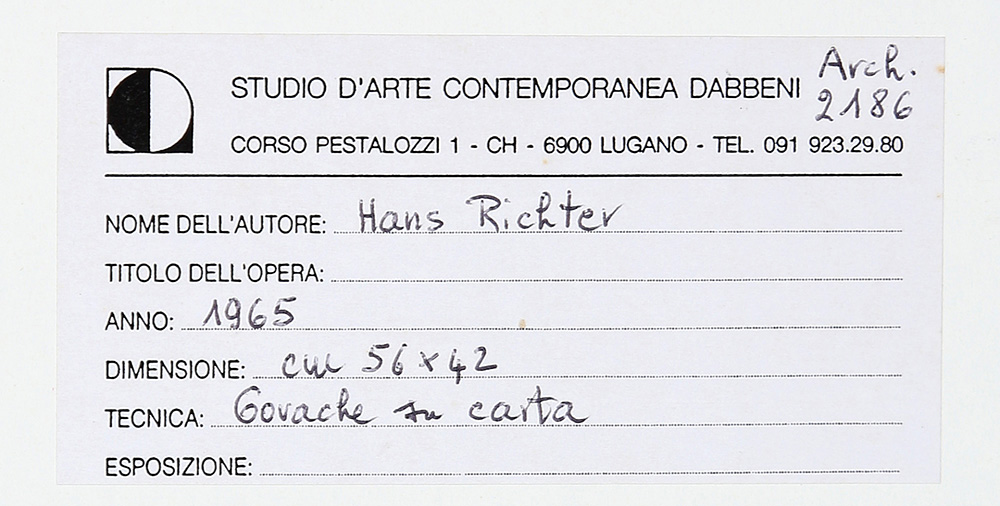 STUDIO D'ARTE CONTEMPORANEA DABBENI
Arch.
2186
CORSO PESTALOZZI 1 - CH - 6900 LUGANO - TEL. 091 923.29.80
NOME DELL'AUTORE: Hans Richter
TITOLO DELL'OPERA:
ANNO: 1965
DIMENSIONE: cm 56 x 42
TECNICA: Govache su carta
ESPOSIZIONE: